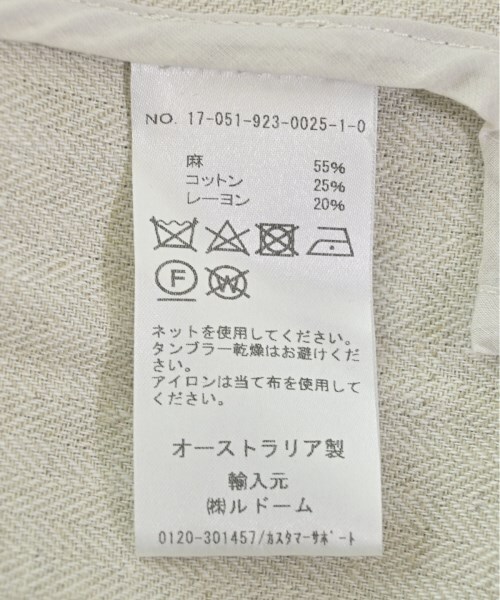 NO. 17-051-923-0025-1-0
麻 55%
コットン 25%
レーヨン 20%
F W
ネットを使用してください。
タンブラー乾燥はお避けくだ
さい。
アイロンは当て布を使用して
ください。
オーストラリア製
輸入元
㈱ルドーム
0120-301457/ｶｽﾀﾏｰｻﾎﾟｰﾄ